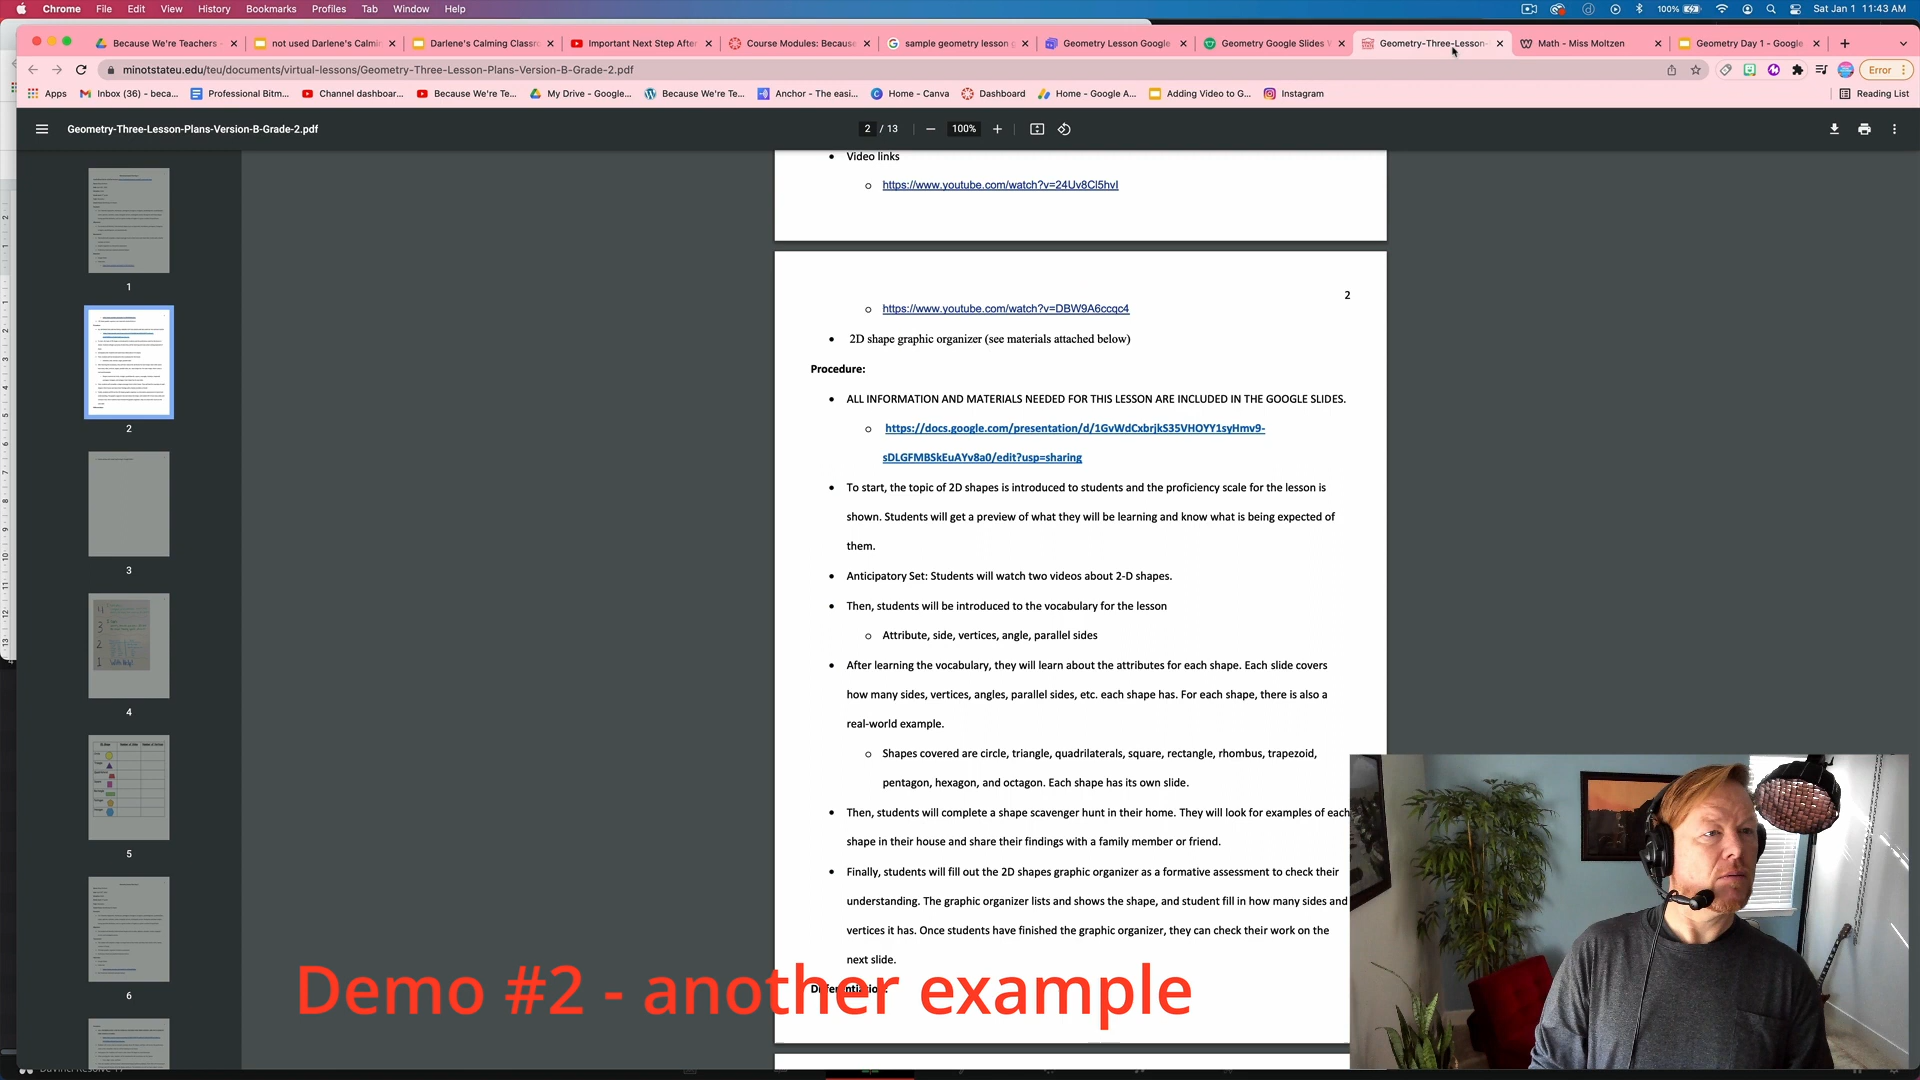 Chrome File Edit View History Bookmarks Profiles Tab Window Help 100% Sat Jan 1 11:43 AM
Because We're Teachers - not used Darlene's Calmi Darlene's Calming Classr Important Next Step After Course Modules: Becaus sample geometry lesson Geometry Lesson Google Geometry Google Slides Geometry-Three-Lesson- Math - Miss Moltzen Geometry Day 1 - Google
minotstateu.edu/teu/documents/virtual-lessons/Geometry-Three-Lesson-Plans-Version-B-Grade-2.pdf Error
Apps Inbox (36) - beca... Professional Bitm... Channel dashboar... Because We're Te... My Drive - Google... Because We're Te... Anchor - The easi... Home - Canva Dashboard Home - Google A... Adding Video to G... Instagram Reading List
Geometry-Three-Lesson-Plans-Version-B-Grade-2.pdf 2 / 13 100%
1
2
3
4
5
6
• Video links
o https://www.youtube.com/watch?v=24Uv8Cl5hvI
2
o https://www.youtube.com/watch?v=DBW9A6ccqc4
• 2D shape graphic organizer (see materials attached below)
Procedure:
• ALL INFORMATION AND MATERIALS NEEDED FOR THIS LESSON ARE INCLUDED IN THE GOOGLE SLIDES.
o https://docs.google.com/presentation/d/1GvWdCxbrjkS35VHOYY1syHmv9-
sDLGFMBSkEuAYv8a0/edit?usp=sharing
• To start, the topic of 2D shapes is introduced to students and the proficiency scale for the lesson is
shown. Students will get a preview of what they will be learning and know what is being expected of
them.
• Anticipatory Set: Students will watch two videos about 2-D shapes.
• Then, students will be introduced to the vocabulary for the lesson
o Attribute, side, vertices, angle, parallel sides
• After learning the vocabulary, they will learn about the attributes for each shape. Each slide covers
how many sides, vertices, angles, parallel sides, etc. each shape has. For each shape, there is also a
real-world example.
o Shapes covered are circle, triangle, quadrilaterals, square, rectangle, rhombus, trapezoid,
pentagon, hexagon, and octagon. Each shape has its own slide.
• Then, students will complete a shape scavenger hunt in their home. They will look for examples of each
shape in their house and share their findings with a family member or friend.
• Finally, students will fill out the 2D shapes graphic organizer as a formative assessment to check their
understanding. The graphic organizer lists and shows the shape, and student fill in how many sides and
vertices it has. Once students have finished the graphic organizer, they can check their work on the
next slide.
Differentiation:
Demo #2 - another example